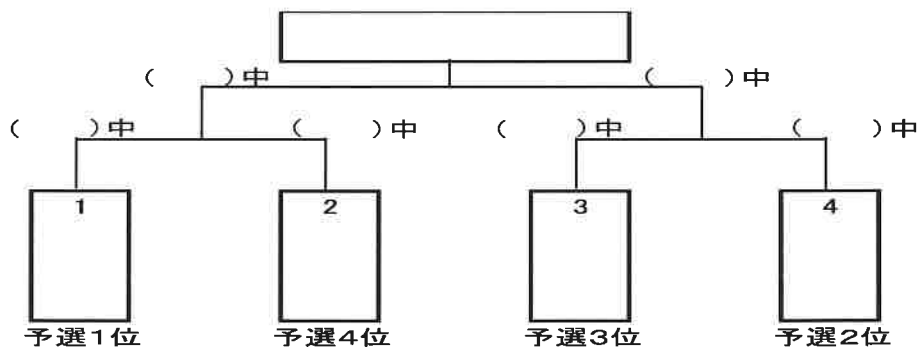 (　　)中　(　　)中
(　　)中　(　　)中　(　　)中　(　　)中
1　2　3　4
予選1位　予選4位　予選3位　予選2位